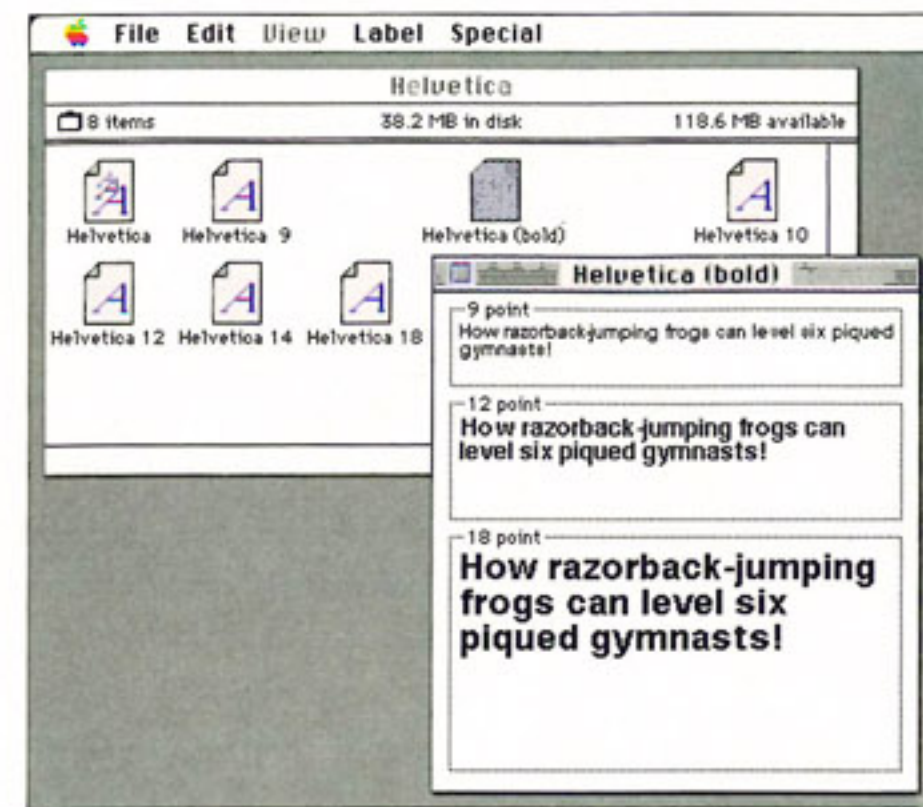 File Edit View Label Special
Helvetica
8 items 38.2 MB in disk 118.6 MB available
Helvetica Helvetica 9 Helvetica (bold) Helvetica 10
Helvetica 12 Helvetica 14 Helvetica 18
Helvetica (bold)
9 point
How razorback-jumping frogs can level six piqued
gymnasts!
12 point
How razorback-jumping frogs can
level six piqued gymnasts!
18 point
How razorback-jumping
frogs can level six
piqued gymnasts!